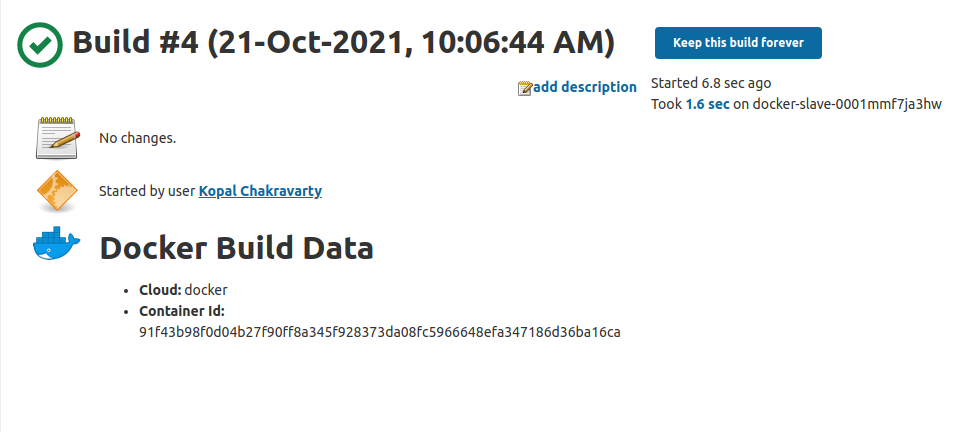 Build #4 (21-Oct-2021, 10:06:44 AM)
Keep this build forever
add description
Started 6.8 sec ago
Took 1.6 sec on docker-slave-0001mmf7ja3hw
No changes.
Started by user Kopal Chakravarty
Docker Build Data
• Cloud: docker
• Container Id:
91f43b98f0d04b27f90ff8a345f928373da08fc5966648efa347186d36ba16ca